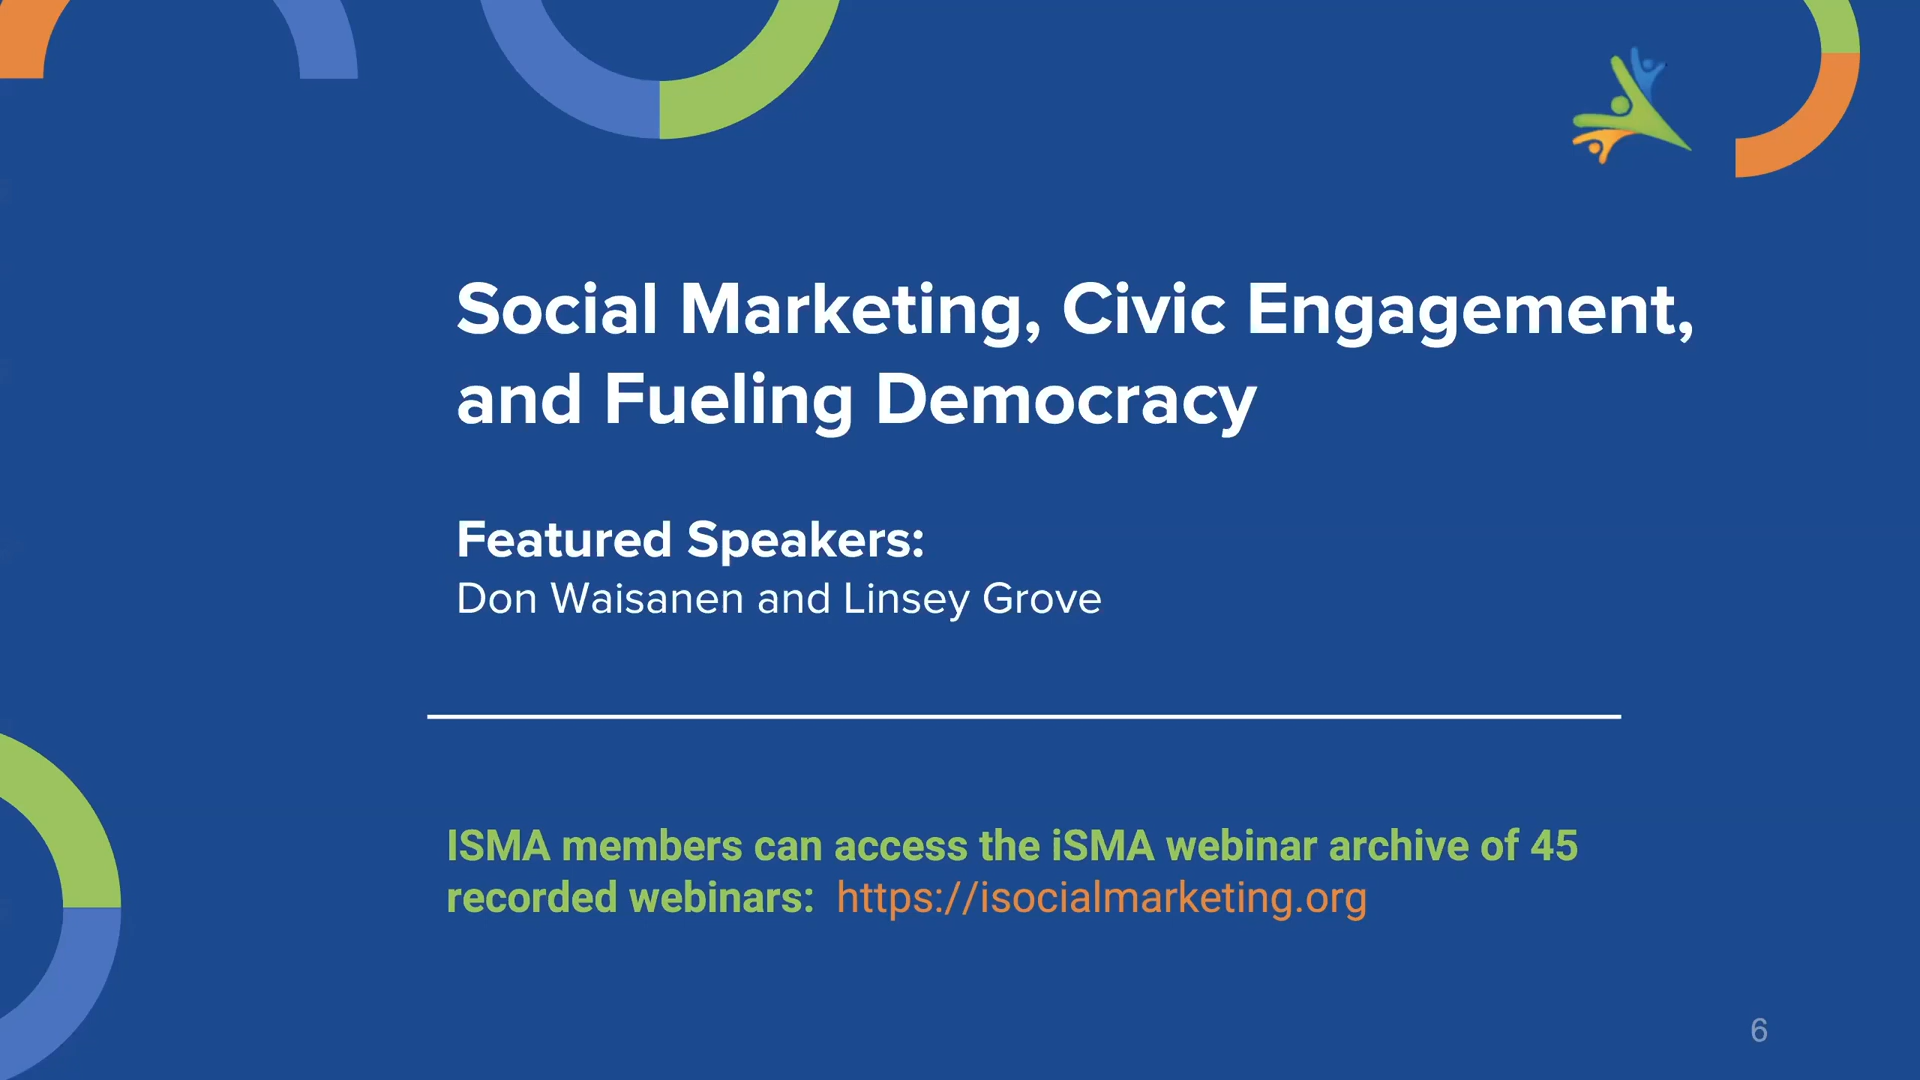 Social Marketing, Civic Engagement,
and Fueling Democracy
Featured Speakers:
Don Waisanen and Linsey Grove
ISMA members can access the iSMA webinar archive of 45
recorded webinars: https://isocialmarketing.org
6